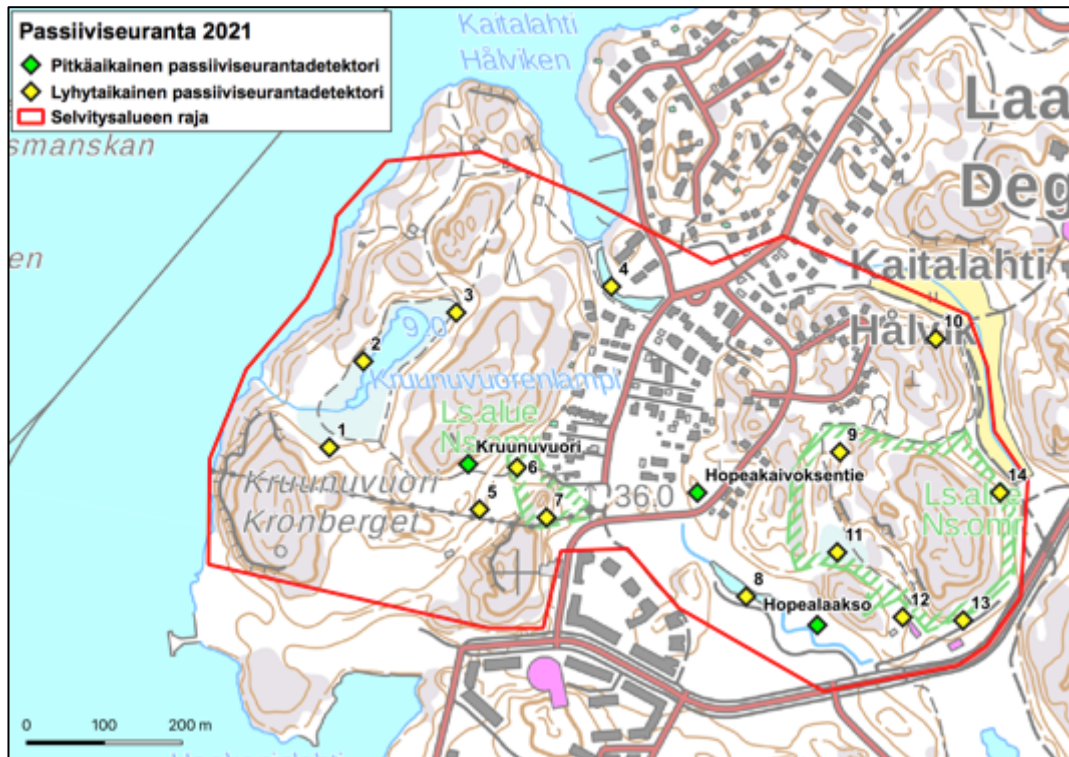 Passiiviseuranta 2021
Pitkäaikainen passiiviseurantadetektori
Lyhytaikainen passiiviseurantadetektori
Selvitysalueen raja
Kaitalahti
Hålviken
smanskan
en
Laa
Deg
Kaitalahti
Hålvik
10
4
3
9.0
2
Kruunuvuorenlampi
Ls.alue
Ns.omr
1
Kruunuvuori
6
5
7
36.0
Kruunuvuori
Kronberget
Hopeakaivoksentie
9
14
Ls.alue
Ns.omr
11
8
Hopealaakso
12
13
0 100 200 m